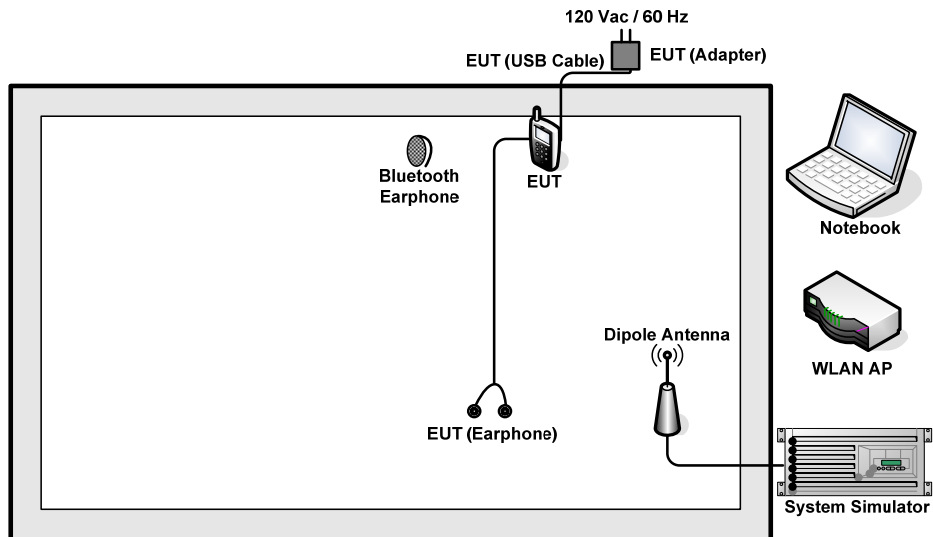 120 Vac / 60 Hz
EUT (USB Cable)
EUT (Adapter)
Bluetooth
Earphone
EUT
Notebook
Dipole Antenna
WLAN AP
EUT (Earphone)
System Simulator